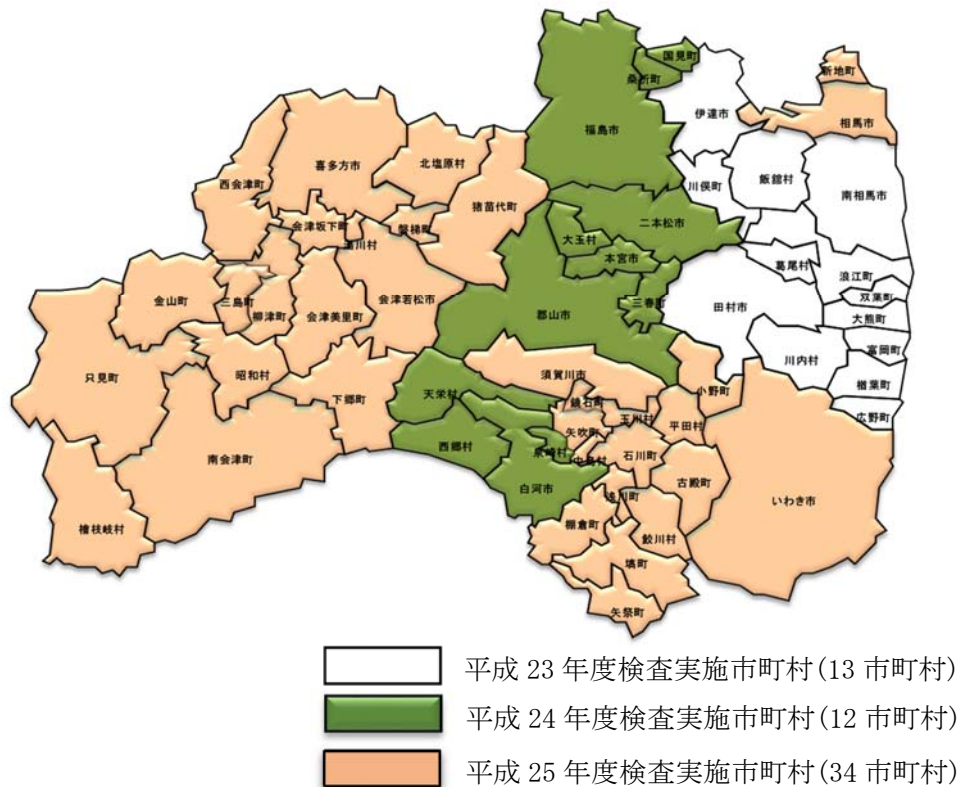 国見町
桑折町
新地町
伊達市
相馬市
福島市
喜多方市
北塩原村
飯舘村
西会津町
川俣町
南相馬市
猪苗代町
会津坂下町
磐梯町
二本松市
湯川村
大玉村
本宮市
葛尾村
浪江町
双葉町
金山町
三島町
柳津町
会津美里町
会津若松市
三春町
郡山市
田村市
大熊町
富岡町
只見町
昭和村
下郷町
須賀川市
川内村
楢葉町
天栄村
鏡石町
小野町
玉川村
平田村
広野町
矢吹町
西郷村
泉崎村
中島村
石川町
南会津町
白河市
古殿町
浅川町
いわき市
檜枝岐村
棚倉町
鮫川村
塙町
矢祭町
平成 23 年度検査実施市町村(13 市町村)
平成 24 年度検査実施市町村(12 市町村)
平成 25 年度検査実施市町村(34 市町村)